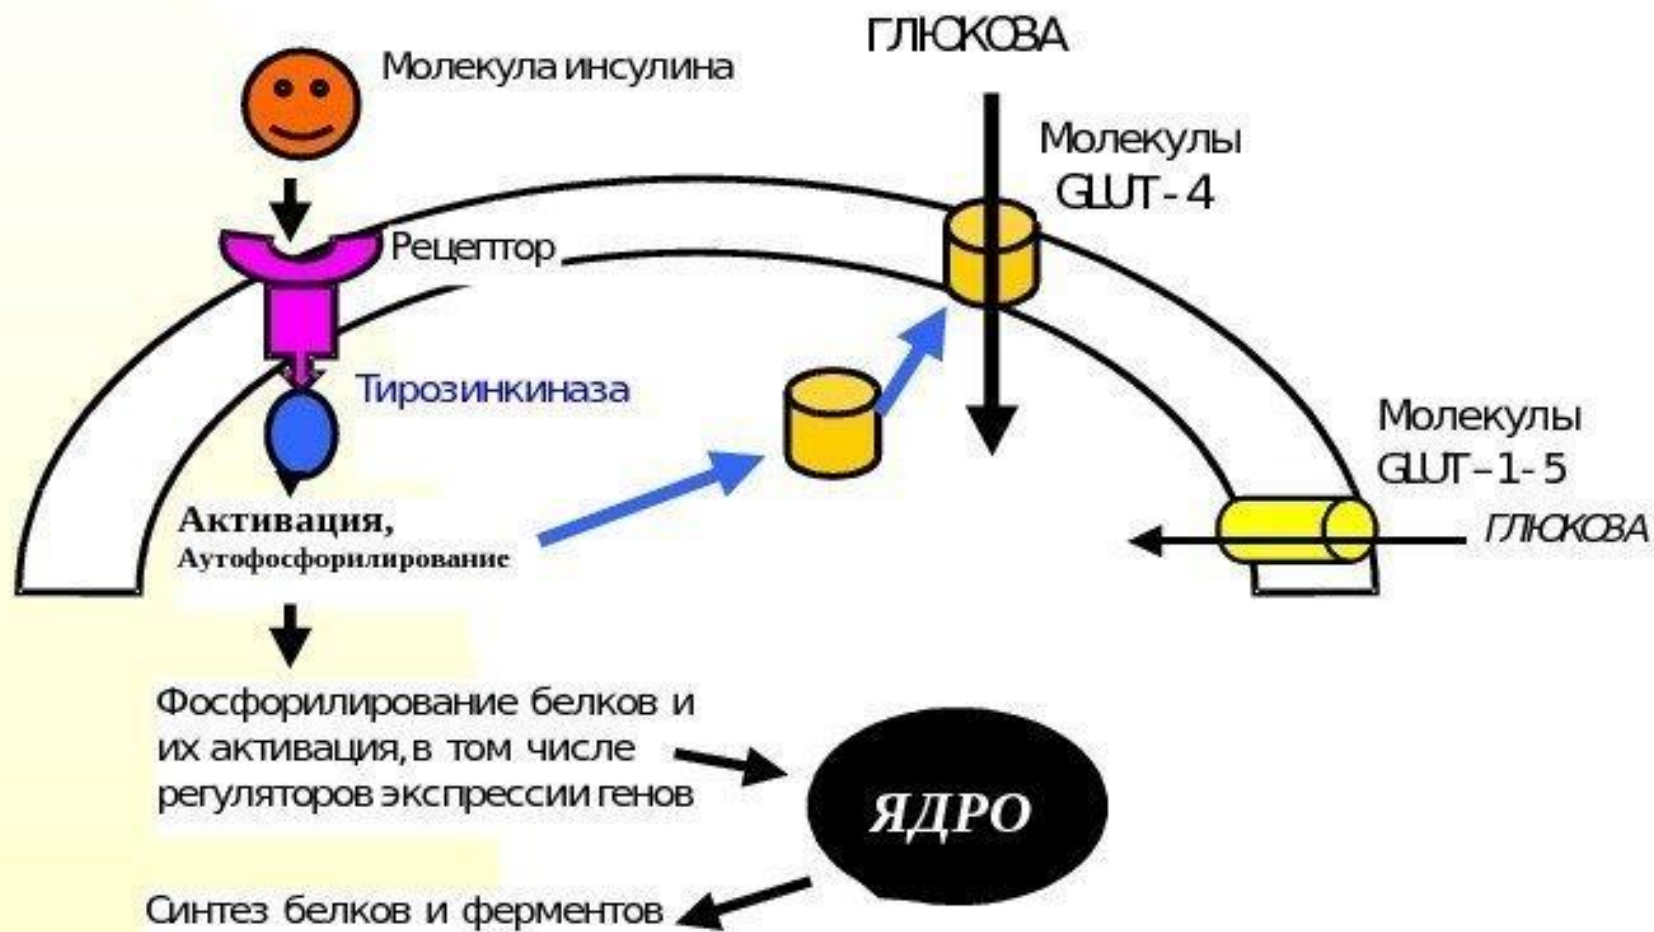 ГЛЮКОЗА
Молекула инсулина
Молекулы
GLUT - 4
Рецептор
Тирозинкиназа
Молекулы
GLUT – 1 - 5
ГЛЮКОЗА
Активация,
Аутофосфорилирование
Фосфорилирование белков и
их активация, в том числе
регуляторов экспрессии генов
ЯДРО
Синтез белков и ферментов